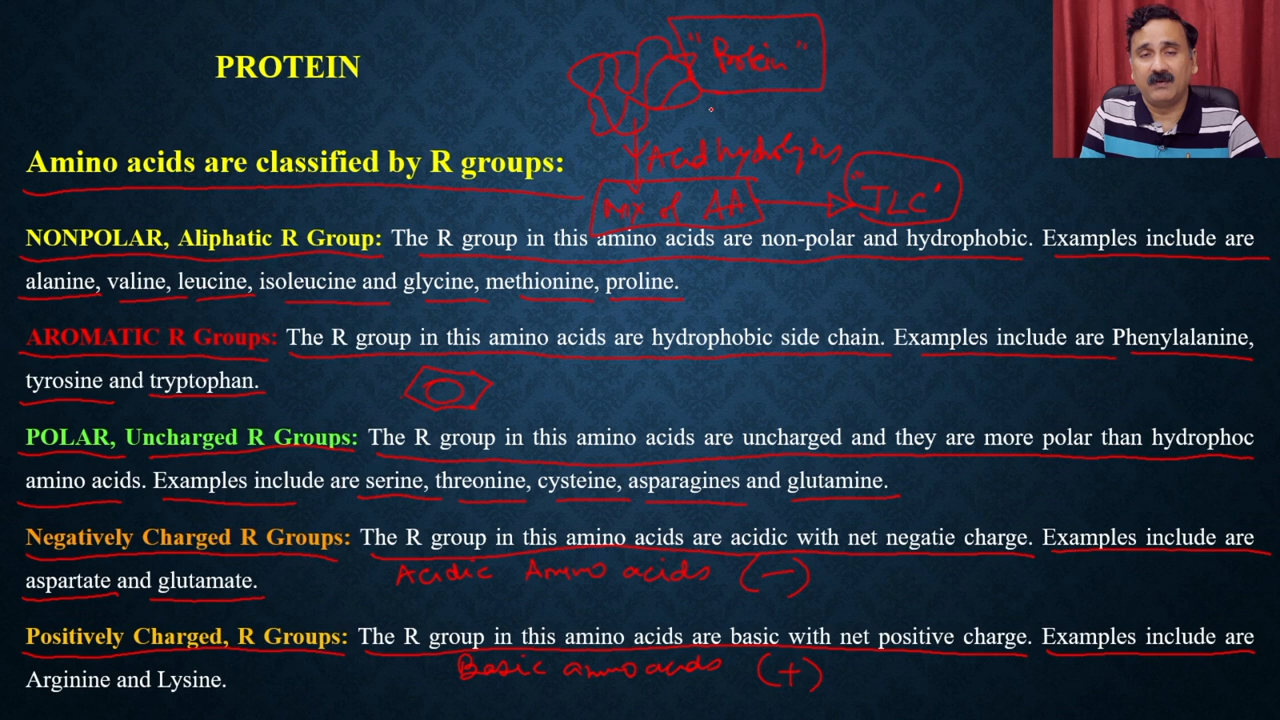 PROTEIN
"Protein"
Acid hydrolysis
Amino acids are classified by R groups:
Mix of AA
"TLC"
NONPOLAR, Aliphatic R Group: The R group in this amino acids are non-polar and hydrophobic. Examples include are
alanine, valine, leucine, isoleucine and glycine, methionine, proline.
AROMATIC R Groups: The R group in this amino acids are hydrophobic side chain. Examples include are Phenylalanine,
tyrosine and tryptophan.
POLAR, Uncharged R Groups: The R group in this amino acids are uncharged and they are more polar than hydrophoc
amino acids. Examples include are serine, threonine, cysteine, asparagines and glutamine.
Negatively Charged R Groups: The R group in this amino acids are acidic with net negatie charge. Examples include are
aspartate and glutamate.
Acidic Amino acids (-)
Positively Charged, R Groups: The R group in this amino acids are basic with net positive charge. Examples include are
Basic amino acids (+)
Arginine and Lysine.